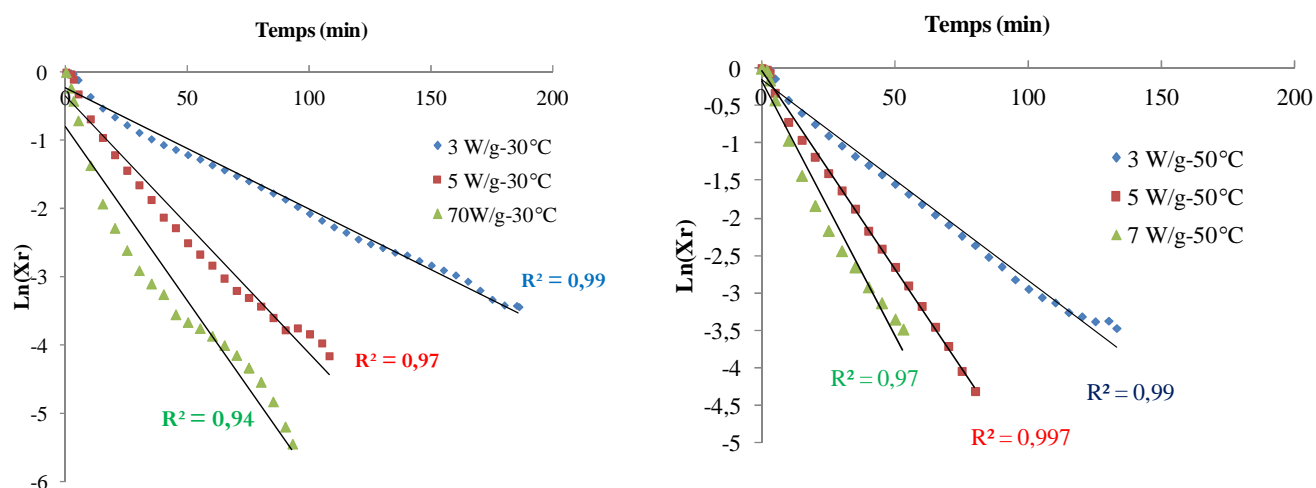 Temps (min)
0
50
100
150
200
0
-1
-2
-3
-4
-5
-6
Ln(Xr)
3 W/g-30°C
5 W/g-30°C
70W/g-30°C
R² = 0,99
R² = 0,97
R² = 0,94
Temps (min)
0
50
100
150
200
0
-0,5
-1
-1,5
-2
-2,5
-3
-3,5
-4
-4,5
-5
Ln(Xr)
3 W/g-50°C
5 W/g-50°C
7 W/g-50°C
R² = 0,97
R² = 0,99
R² = 0,997